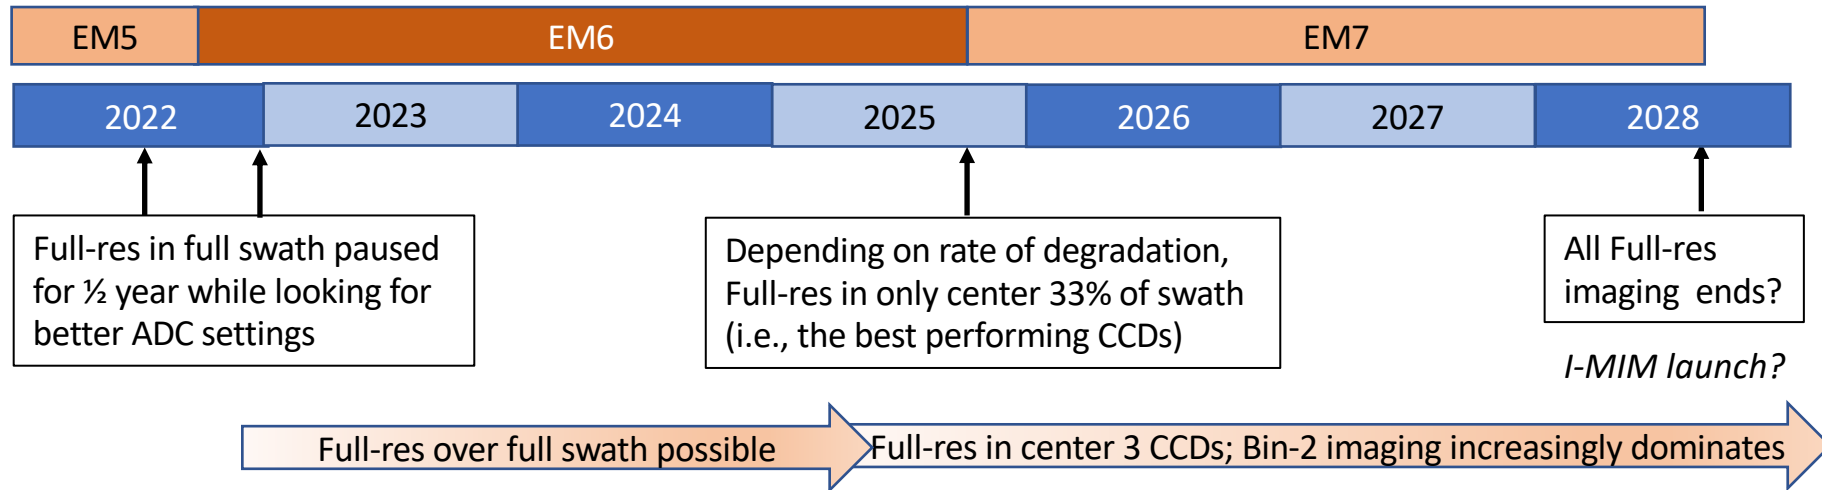 EM5 EM6 EM7
2022 2023 2024 2025 2026 2027 2028
Full-res in full swath paused
for ½ year while looking for
better ADC settings
Depending on rate of degradation,
Full-res in only center 33% of swath
(i.e., the best performing CCDs)
All Full-res
imaging ends?
I-MIM launch?
Full-res over full swath possible
Full-res in center 3 CCDs; Bin-2 imaging increasingly dominates